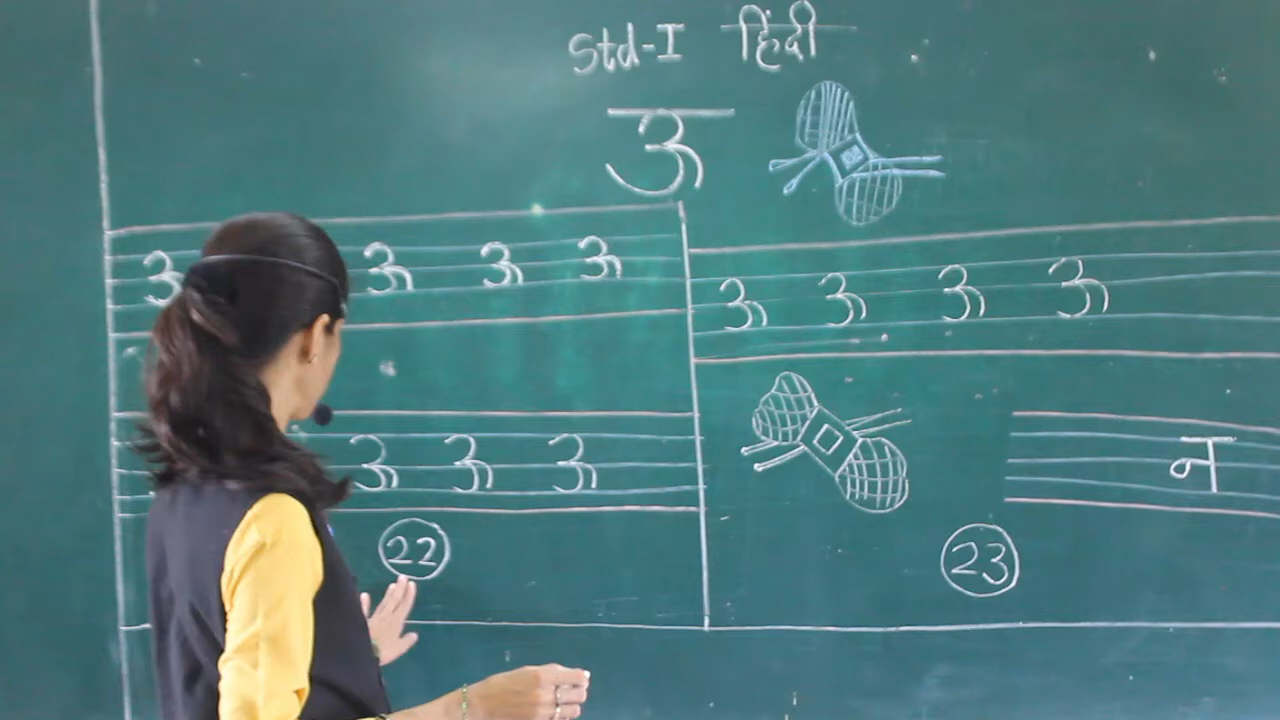 Std-I हिंदी
ऊ
ऊ ऊ ऊ ऊ
ऊ ऊ ऊ
22
ऊ ऊ ऊ ऊ
न
23